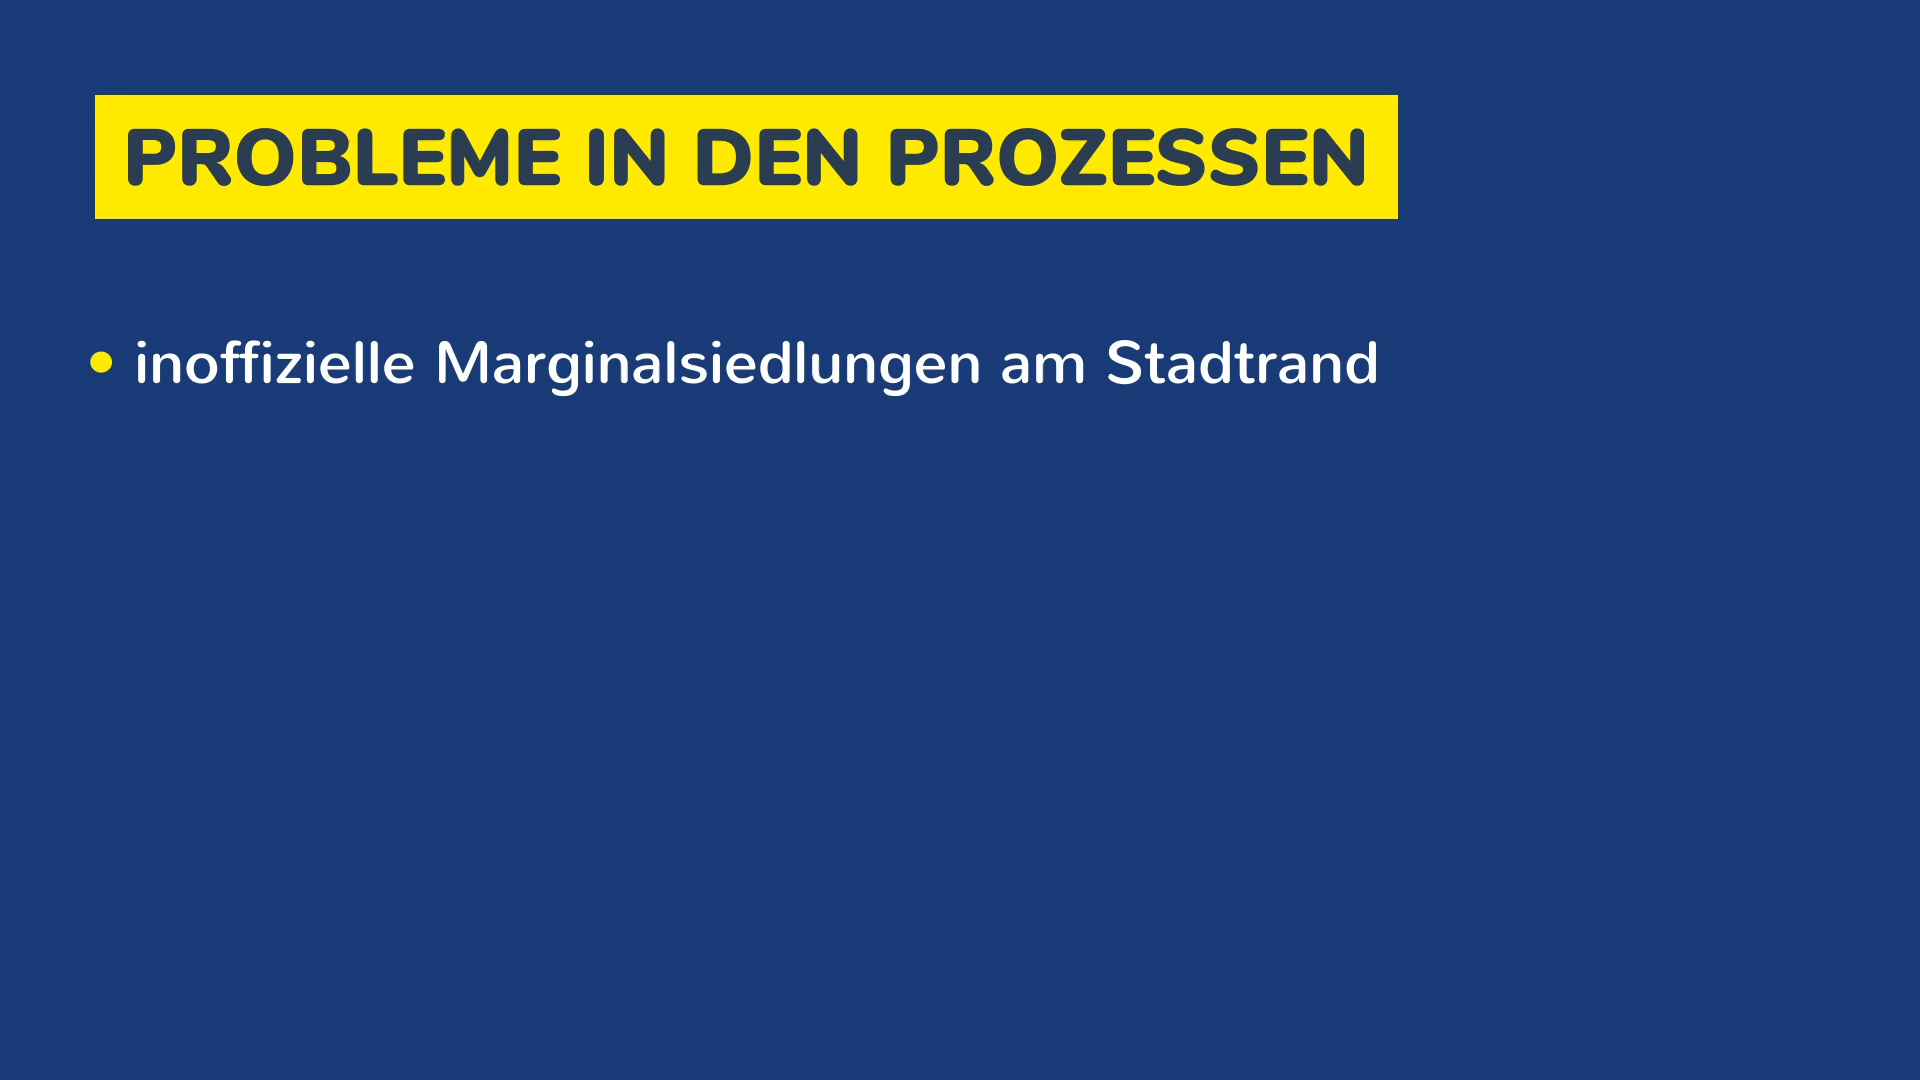 PROBLEME IN DEN PROZESSEN
• inoffizielle Marginalsiedlungen am Stadtrand